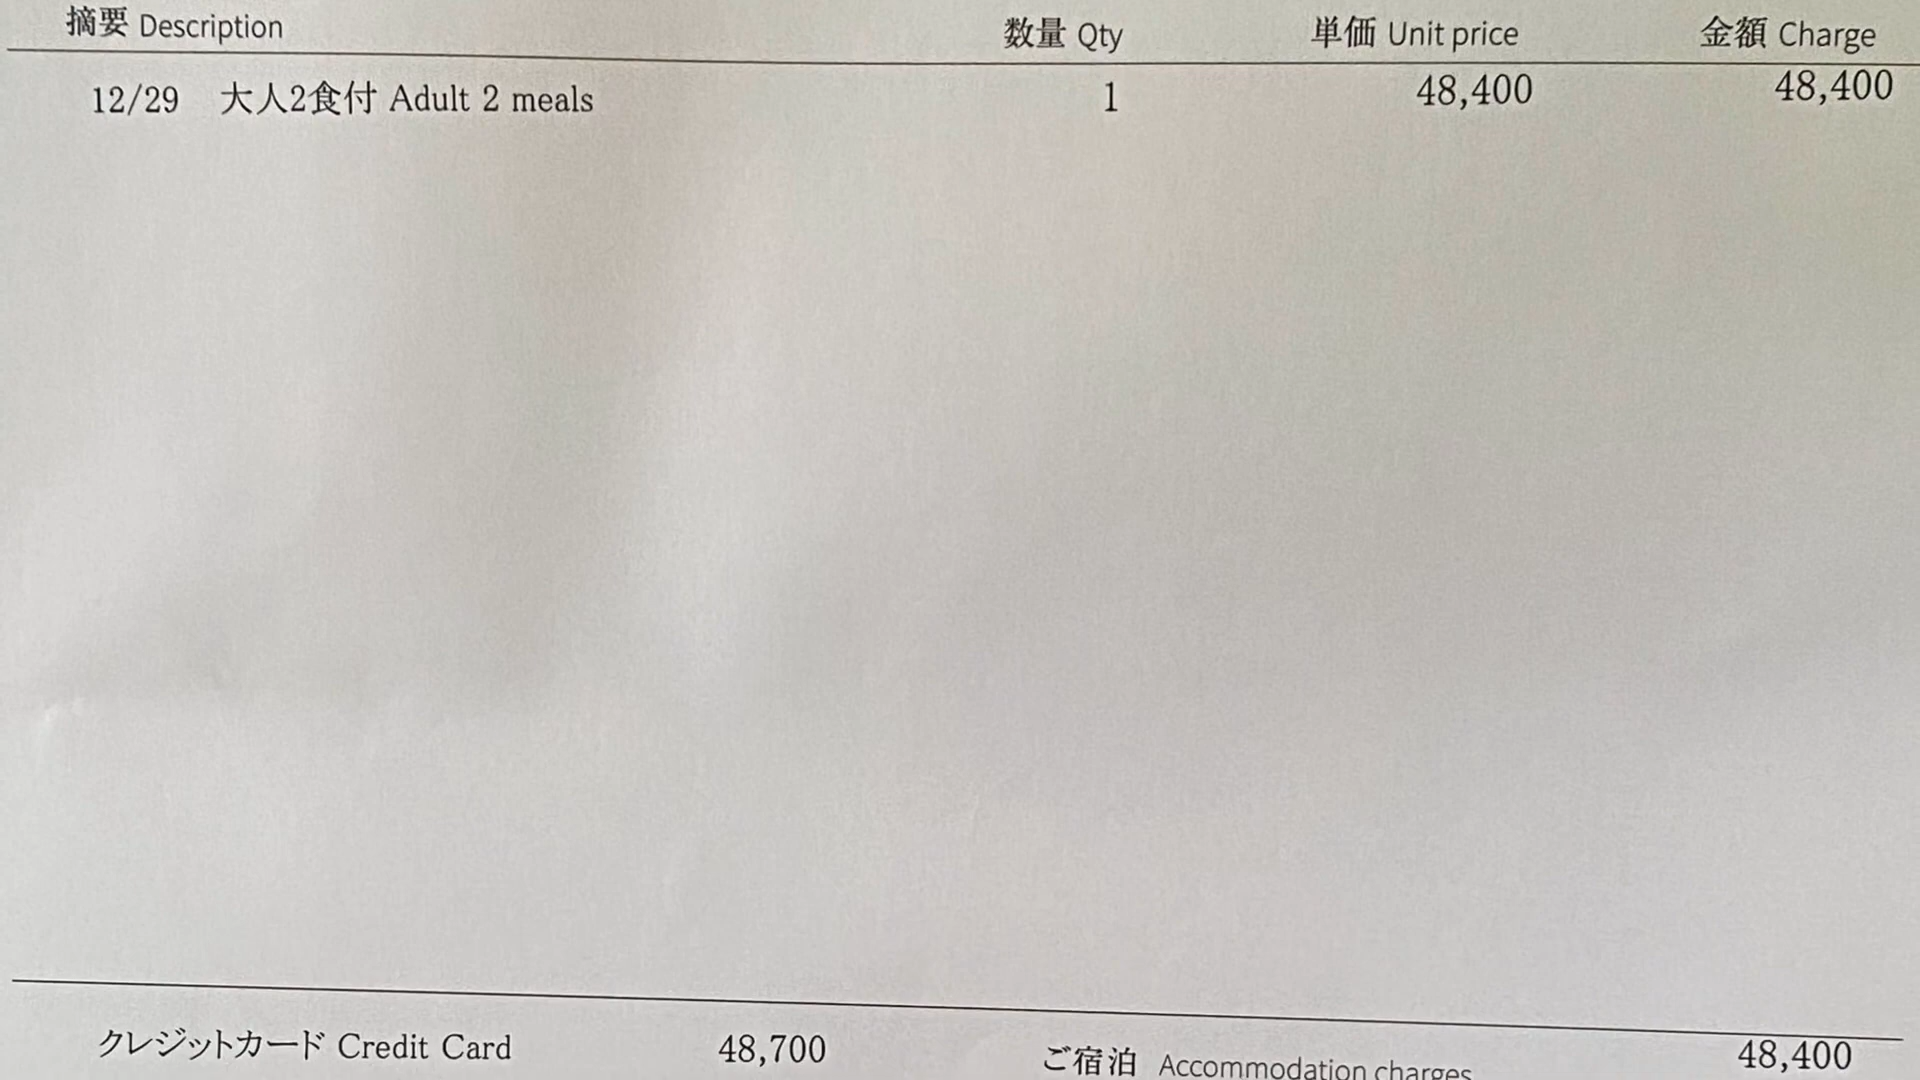 摘要 Description 数量 Qty 単価 Unit price 金額 Charge
12/29 大人2食付 Adult 2 meals 1 48,400 48,400
クレジットカード Credit Card 48,700 ご宿泊 Accommodation charges 48,400